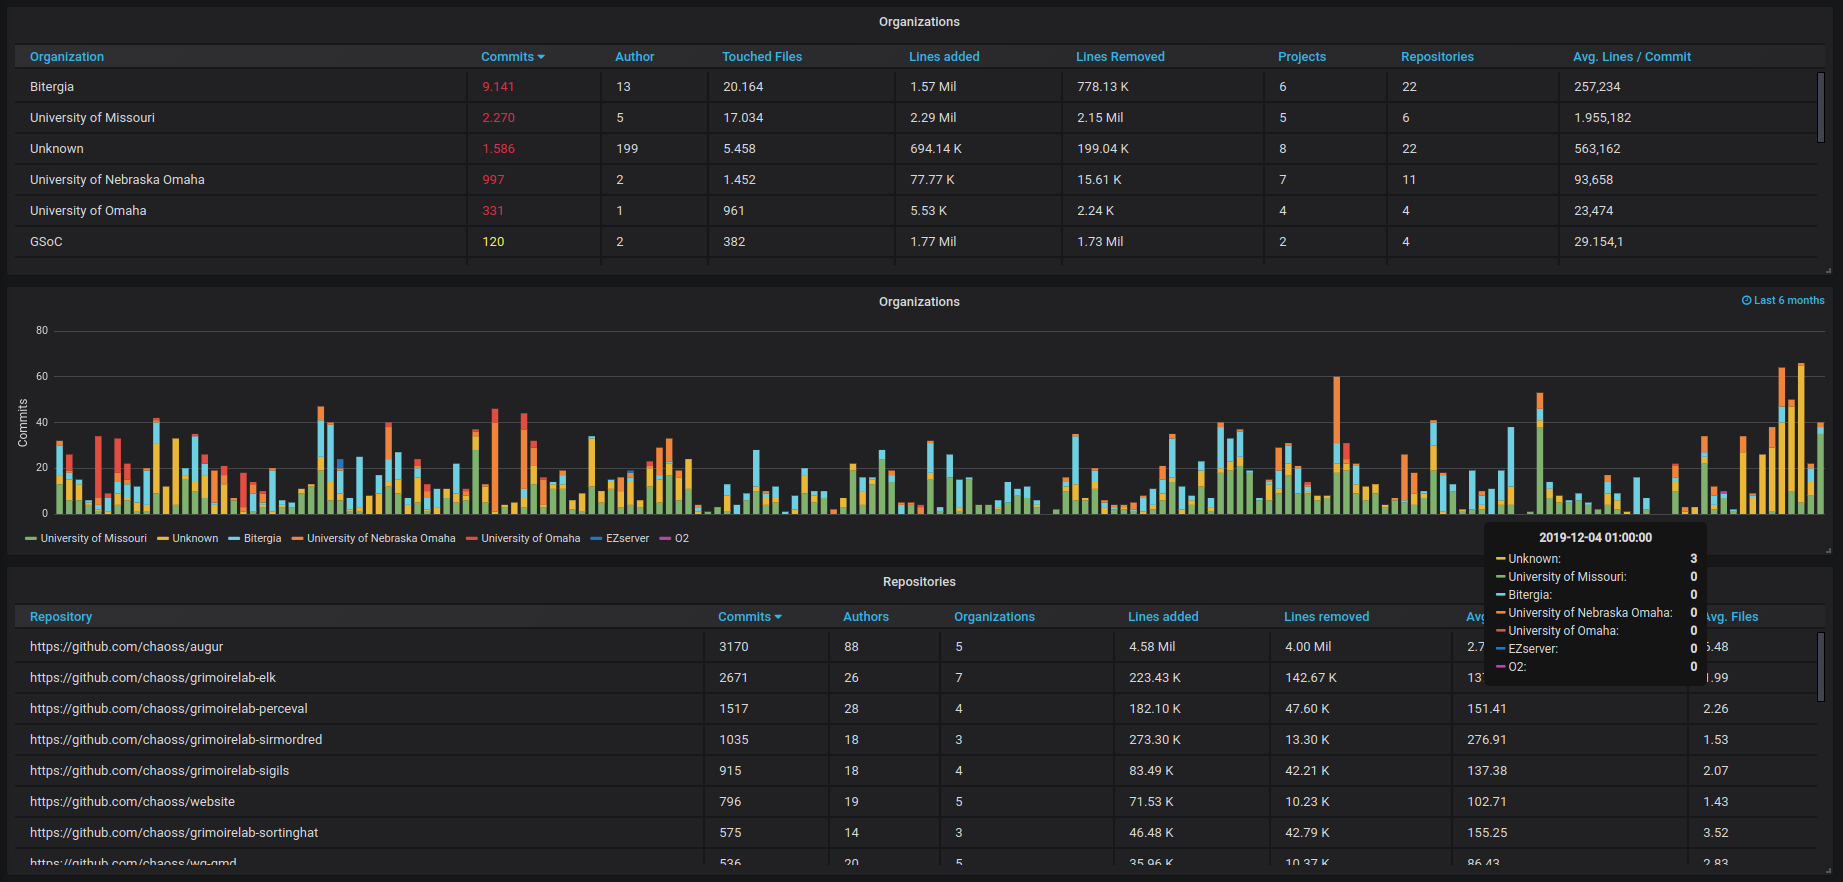 Organizations
Organization Commits Author Touched Files Lines added Lines Removed Projects Repositories Avg. Lines / Commit
Bitergia 9.141 13 20.164 1.57 Mil 778.13 K 6 22 257,234
University of Missouri 2.270 5 17.034 2.29 Mil 2.15 Mil 5 6 1.955,182
Unknown 1.586 199 5.458 694.14 K 199.04 K 8 22 563,162
University of Nebraska Omaha 997 2 1.452 77.77 K 15.61 K 7 11 93,658
University of Omaha 331 1 961 5.53 K 2.24 K 4 4 23,474
GSoC 120 2 382 1.77 Mil 1.73 Mil 2 4 29.154,1
Organizations
Last 6 months
Commits
80
60
40
20
0
University of Missouri Unknown Bitergia University of Nebraska Omaha University of Omaha EZserver O2
2019-12-04 01:00:00
Unknown: 3
University of Missouri: 0
Bitergia: 0
University of Nebraska Omaha: 0
University of Omaha: 0
EZserver: 0
O2: 0
Repositories
Repository Commits Authors Organizations Lines added Lines removed Avg. Files
https://github.com/chaoss/augur 3170 88 5 4.58 Mil 4.00 Mil
https://github.com/chaoss/grimoirelab-elk 2671 26 7 223.43 K 142.67 K
https://github.com/chaoss/grimoirelab-perceval 1517 28 4 182.10 K 47.60 K 151.41 2.26
https://github.com/chaoss/grimoirelab-sirmordred 1035 18 3 273.30 K 13.30 K 276.91 1.53
https://github.com/chaoss/grimoirelab-sigils 915 18 4 83.49 K 42.21 K 137.38 2.07
https://github.com/chaoss/website 796 19 5 71.53 K 10.23 K 102.71 1.43
https://github.com/chaoss/grimoirelab-sortinghat 575 14 3 46.48 K 42.79 K 155.25 3.52
https://github.com/chaoss/wg-gmd 536 20 5 35.96 K 10.37 K 86.43 2.83